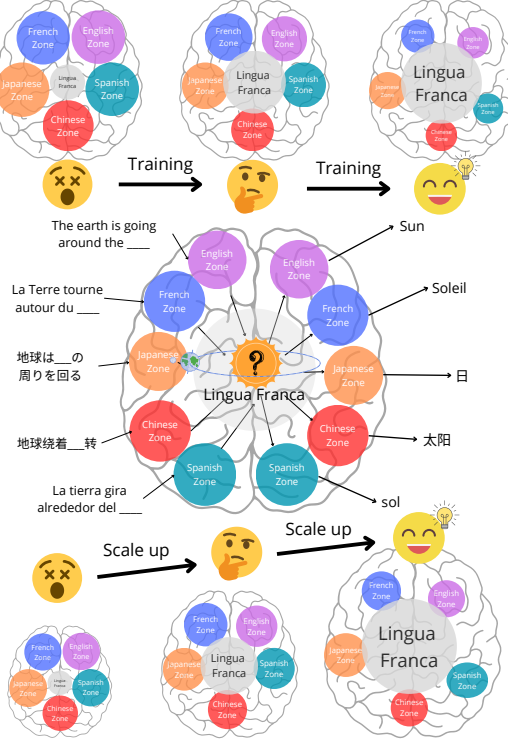 French
Zone
English
Zone
Japanese
Zone
Lingua
Franca
Spanish
Zone
Chinese
Zone
French
Zone
English
Zone
Japanese
Zone
Lingua
Franca
Spanish
Zone
Chinese
Zone
French
Zone
English
Zone
Japanese
Zone
Lingua
Franca
Spanish
Zone
Chinese
Zone
Training
Training
The earth is going
around the ____
La Terre tourne
autour du ____
地球は___の
周りを回る
地球绕着___转
La tierra gira
alrededor del ____
English
Zone
French
Zone
Japanese
Zone
Chinese
Zone
Spanish
Zone
?
Lingua Franca
English
Zone
French
Zone
Japanese
Zone
Chinese
Zone
Spanish
Zone
Sun
Soleil
日
太阳
sol
Scale up
Scale up
French
Zone
English
Zone
Japanese
Zone
Lingua
Franca
Spanish
Zone
Chinese
Zone
French
Zone
English
Zone
Japanese
Zone
Lingua
Franca
Spanish
Zone
Chinese
Zone
French
Zone
English
Zone
Japanese
Zone
Lingua
Franca
Spanish
Zone
Chinese
Zone